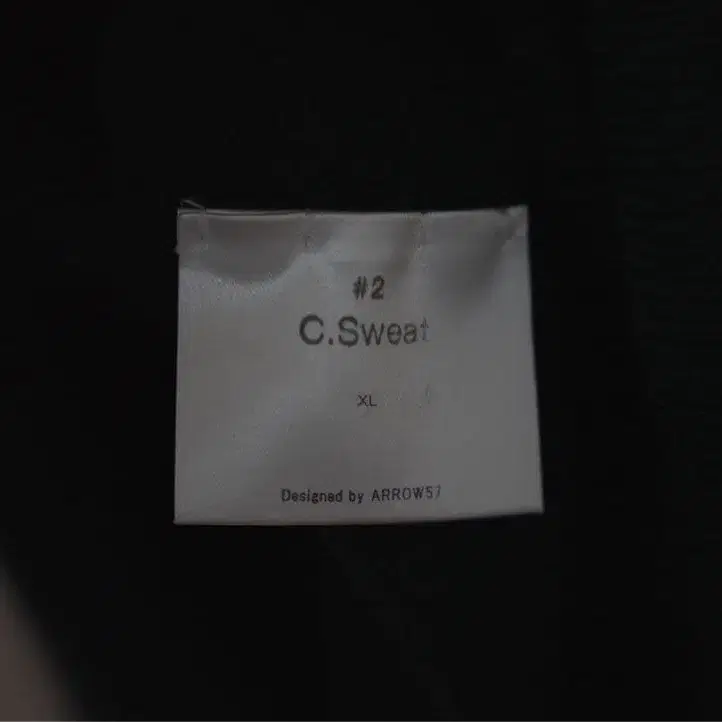 #2
C.Sweat
XL
Designed by ARROW57